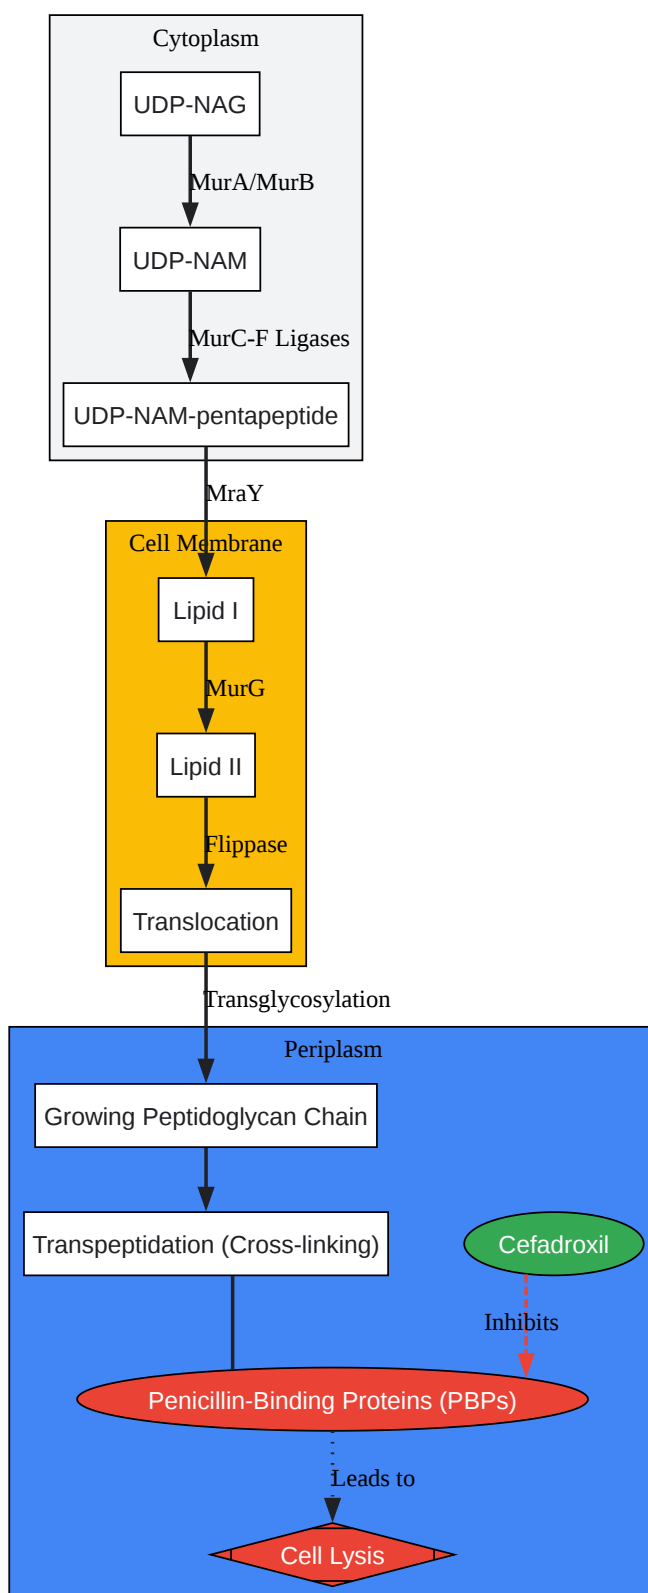 Cytoplasm
UDP-NAG
MurA/MurB
UDP-NAM
MurC-F Ligases
UDP-NAM-pentapeptide
MraY
Cell Membrane
Lipid I
MurG
Lipid II
Flippase
Translocation
Transglycosylation
Periplasm
Growing Peptidoglycan Chain
Transpeptidation (Cross-linking)
Cefadroxil
Inhibits
Penicillin-Binding Proteins (PBPs)
Leads to
Cell Lysis